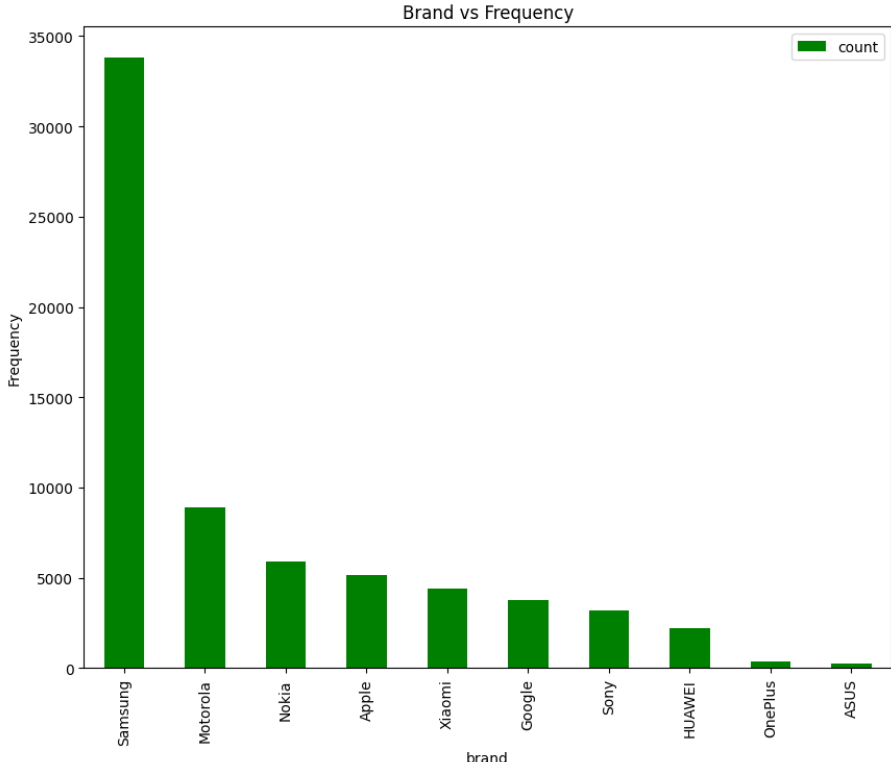 Brand vs Frequency
count
35000
30000
25000
20000
15000
10000
5000
0
Frequency
Samsung
Motorola
Nokia
Apple
Xiaomi
Google
Sony
HUAWEI
OnePlus
ASUS
brand